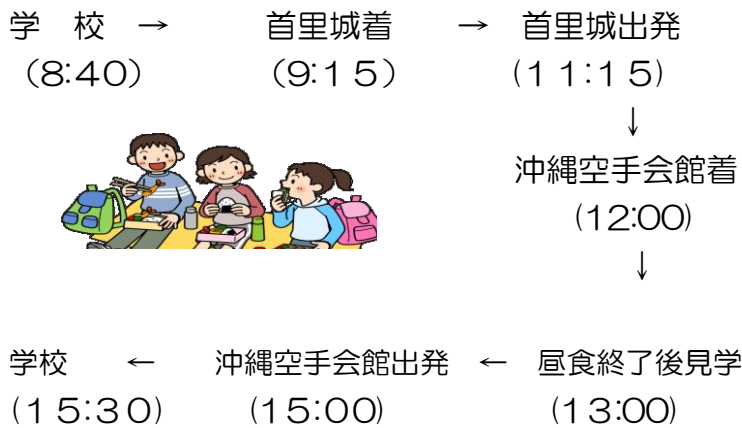 学　校　→　首里城着　→　首里城出発
（8:40）　（9:15）　（11:15）
↓
沖縄空手会館着
（12:00）
↓
学校　←　沖縄空手会館出発　←　昼食終了後見学
（15:30）　（15:00）　（13:00）